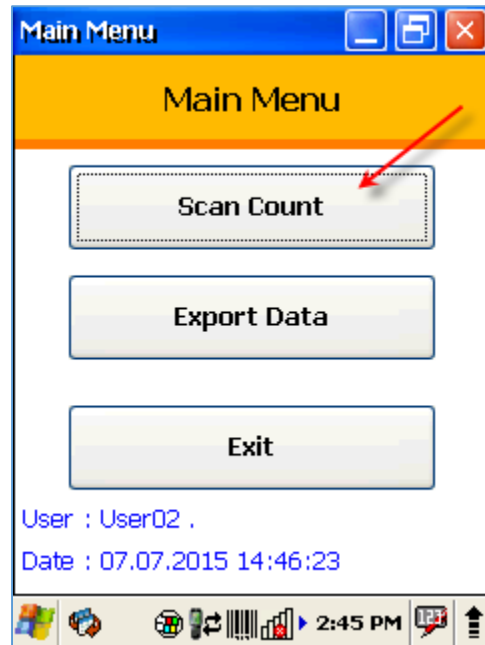 Main Menu
Main Menu
Scan Count
Export Data
Exit
User : User02 .
Date : 07.07.2015 14:46:23
2:45 PM 123